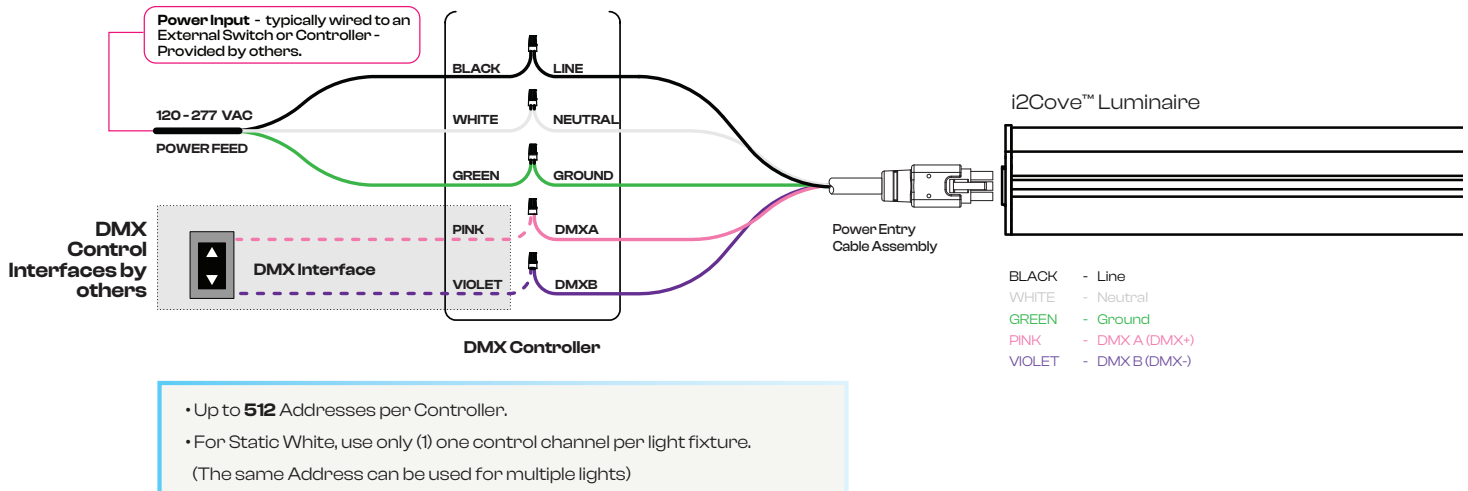 Power Input - typically wired to an
External Switch or Controller -
Provided by others.
120-277 VAC
POWER FEED
BLACK
LINE
WHITE
NEUTRAL
GREEN
GROUND
PINK
DMXA
VIOLET
DMXB
DMX
Control
Interfaces by
others
DMX Interface
DMX Controller
Power Entry
Cable Assembly
i2Cove™ Luminaire
BLACK - Line
WHITE - Neutral
GREEN - Ground
PINK - DMX A (DMX+)
VIOLET - DMX B (DMX-)
• Up to 512 Addresses per Controller.
• For Static White, use only (1) one control channel per light fixture.
(The same Address can be used for multiple lights)